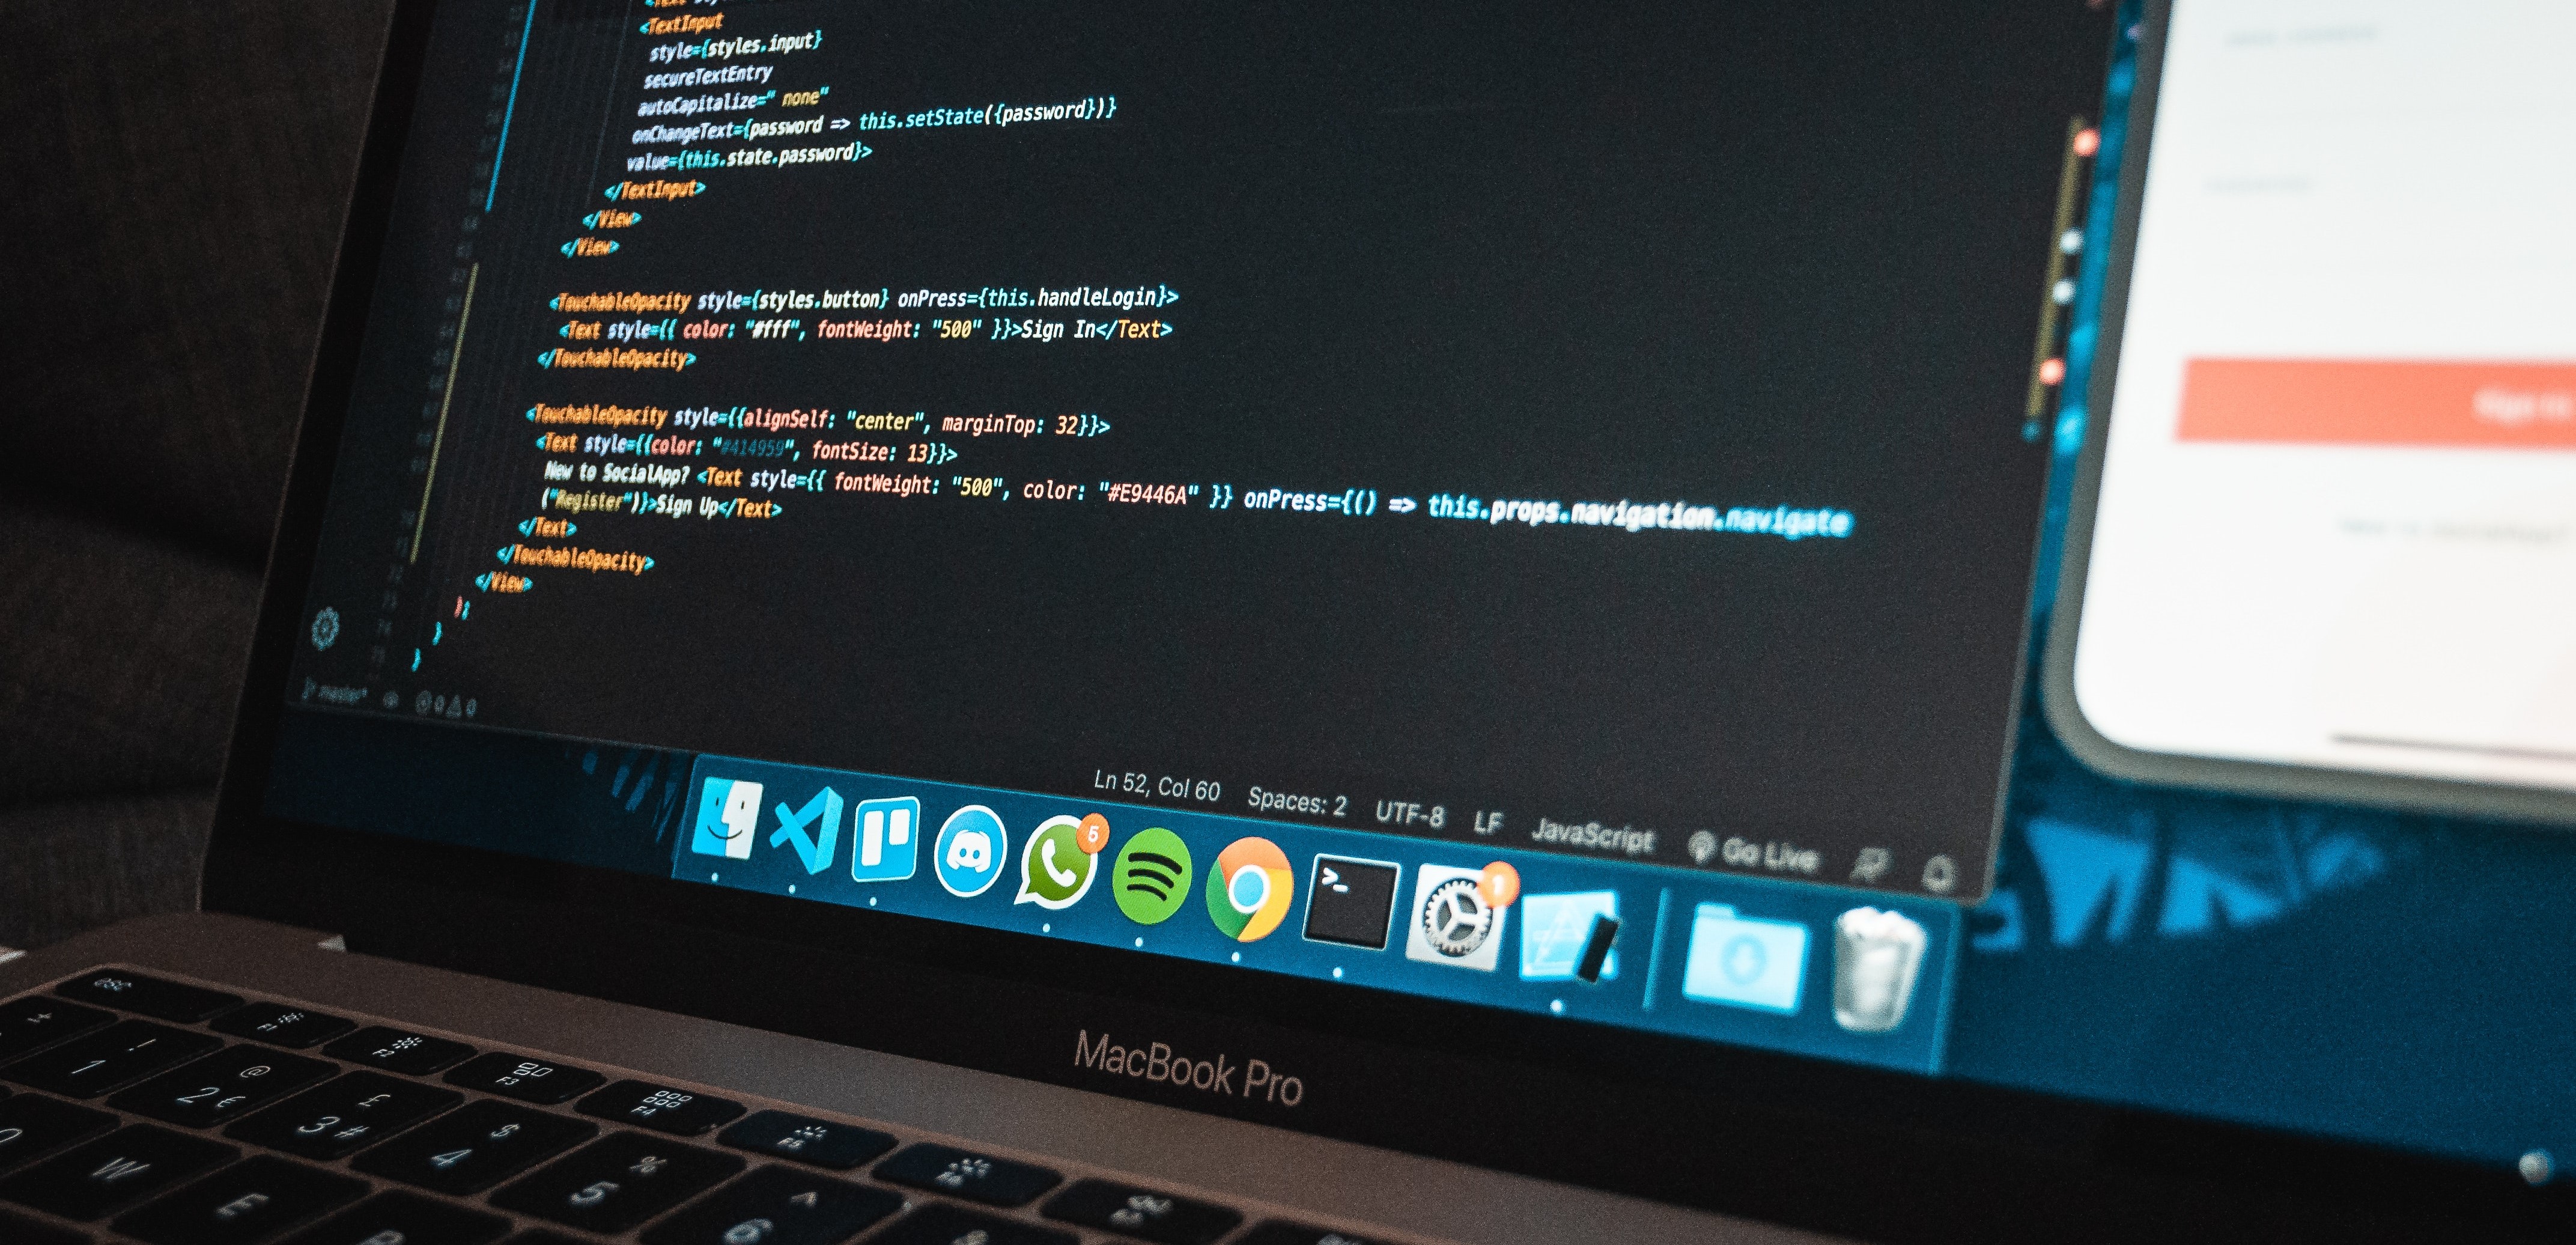 <TextInput
style={styles.input}
secureTextEntry
autoCapitalize=" none"
onChangeText={password => this.setState({password})}
value={this.state.password}>
</TextInput>
</View>
</View>
<TouchableOpacity style={styles.button} onPress={this.handleLogin}>
<Text style={{ color: "#fff", fontWeight: "500" }}>Sign In</Text>
</TouchableOpacity>
<TouchableOpacity style={{alignSelf: "center", marginTop: 32}}>
<Text style={{color: "#414959", fontSize: 13}}>
New to SocialApp? <Text style={{ fontWeight: "500", color: "#E9446A" }} onPress={() => this.props.navigation.navigate
("Register")}>Sign Up</Text>
</Text>
</TouchableOpacity>
</View>
);
}
}
master* 0 0
Ln 52, Col 60 Spaces: 2 UTF-8 LF JavaScript Go Live
5
>_
1
Sign In
MacBook Pro
esc
F3 F4 F5
1 @ 2 € £ 3 # $ 4 % 5 ^ 6
W E R